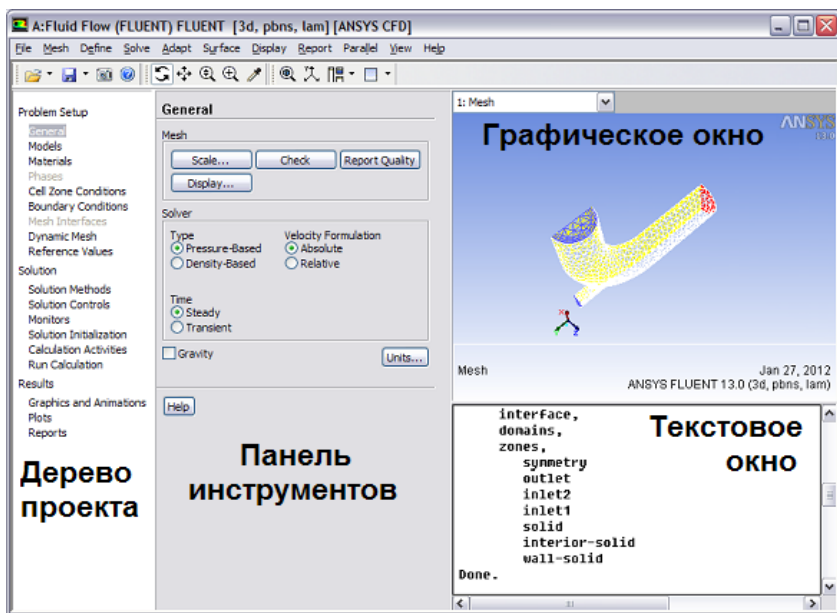 A:Fluid Flow (FLUENT) FLUENT [3d, pbns, lam] [ANSYS CFD]
File Mesh Define Solve Adapt Surface Display Report Parallel View Help
Problem Setup
General
Models
Materials
Phases
Cell Zone Conditions
Boundary Conditions
Mesh Interfaces
Dynamic Mesh
Reference Values
Solution
Solution Methods
Solution Controls
Monitors
Solution Initialization
Calculation Activities
Run Calculation
Results
Graphics and Animations
Plots
Reports
Дерево
проекта
General
Mesh
Scale... Check Report Quality
Display...
Solver
Type Velocity Formulation
Pressure-Based Absolute
Density-Based Relative
Time
Steady
Transient
Gravity Units...
Help
Панель
инструментов
1: Mesh
Графическое окно
ANSYS
13.0
X
Z
Mesh Jan 27, 2012
ANSYS FLUENT 13.0 (3d, pbns, lam)
interface,
domains,
zones,
symmetry
outlet
inlet2
inlet1
solid
interior-solid
wall-solid
Done.
Текстовое
окно